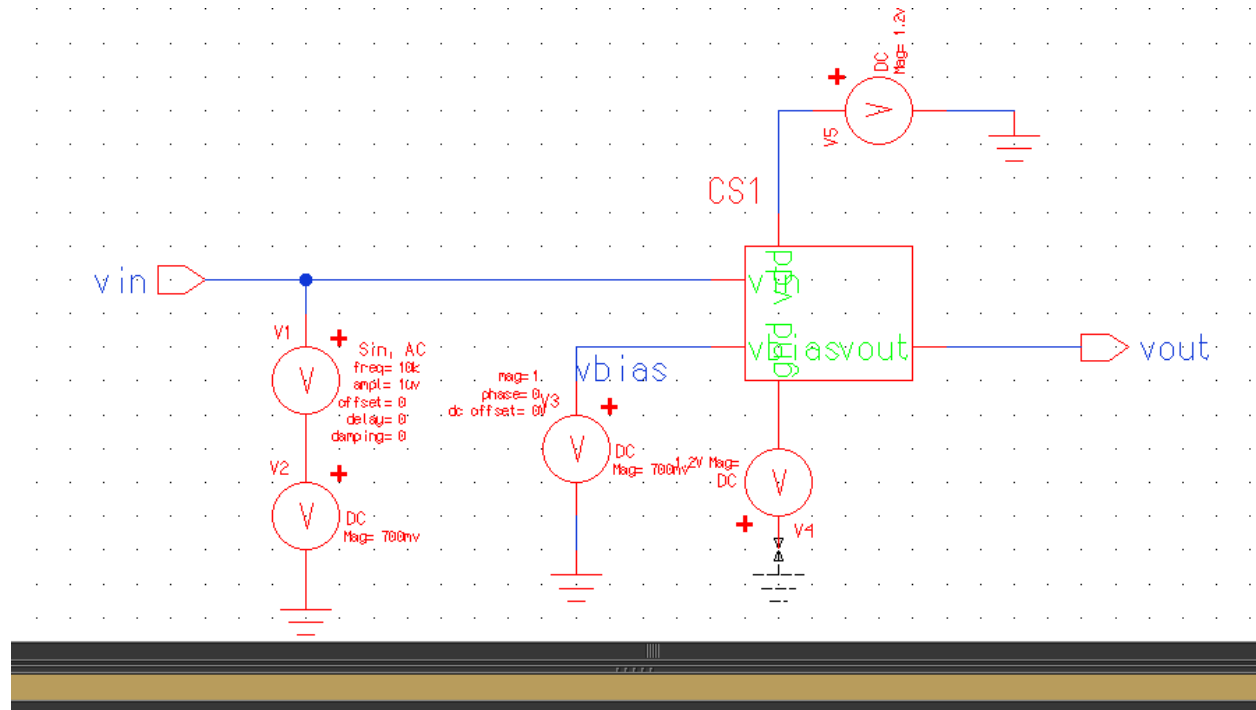 DC
Mag= 1.2v
V5
CS1
vin
vdd
vin
V1
Sin, AC
freq= 10k
ampl= 1uv
offset= 0
delay= 0
damping= 0
V2
DC
Mag= 700mv
vbias
mag=1.
phase= 0
dc offset= 0
V3
DC
Mag= 700mv
vbias
vout
gnd
vout
1.2V Mag=
DC
V4
V
V
V
V
V